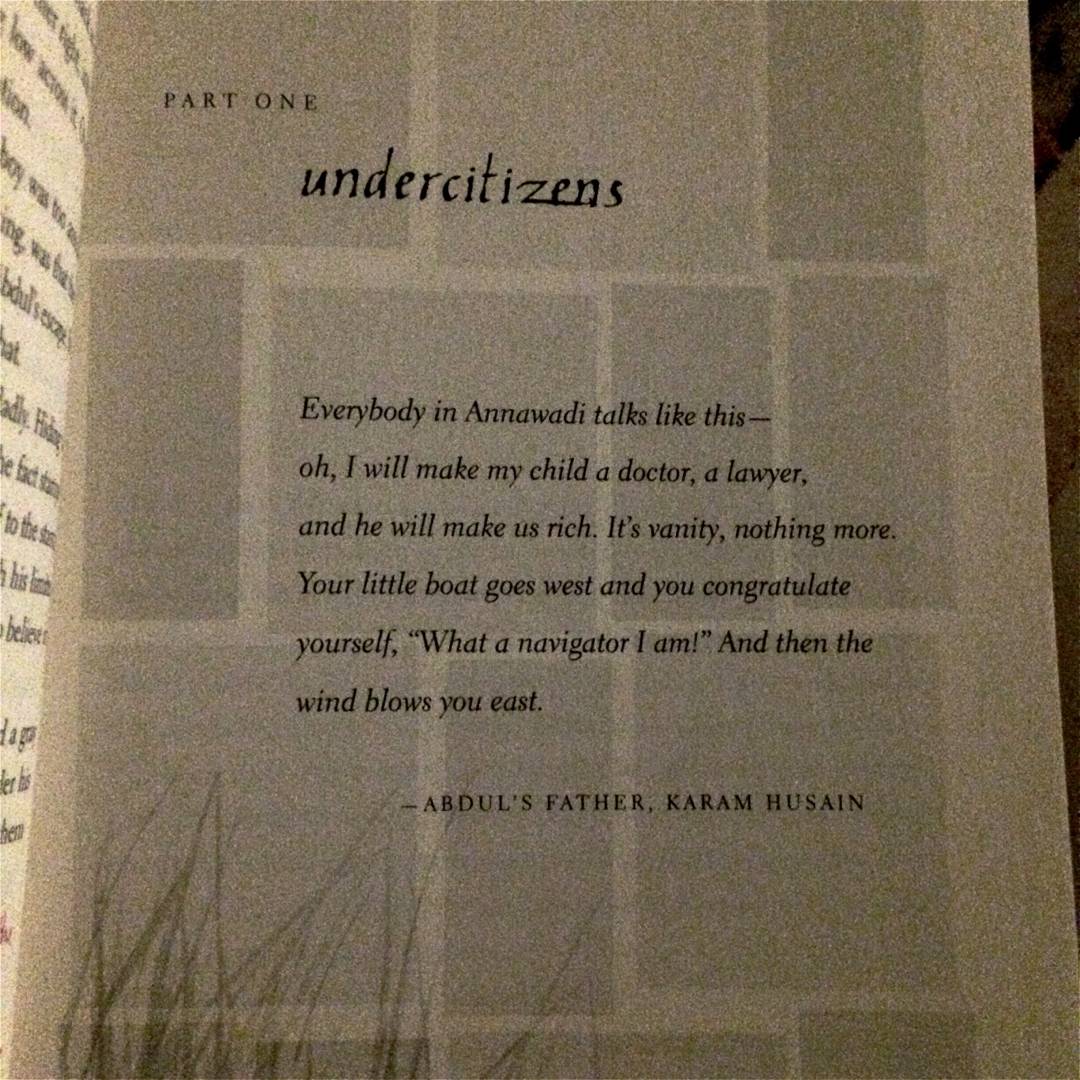 PART ONE
undercitizens
Everybody in Annawadi talks like this—
oh, I will make my child a doctor, a lawyer,
and he will make us rich. It's vanity, nothing more.
Your little boat goes west and you congratulate
yourself, “What a navigator I am!” And then the
wind blows you east.
—ABDUL'S FATHER, KARAM HUSAIN